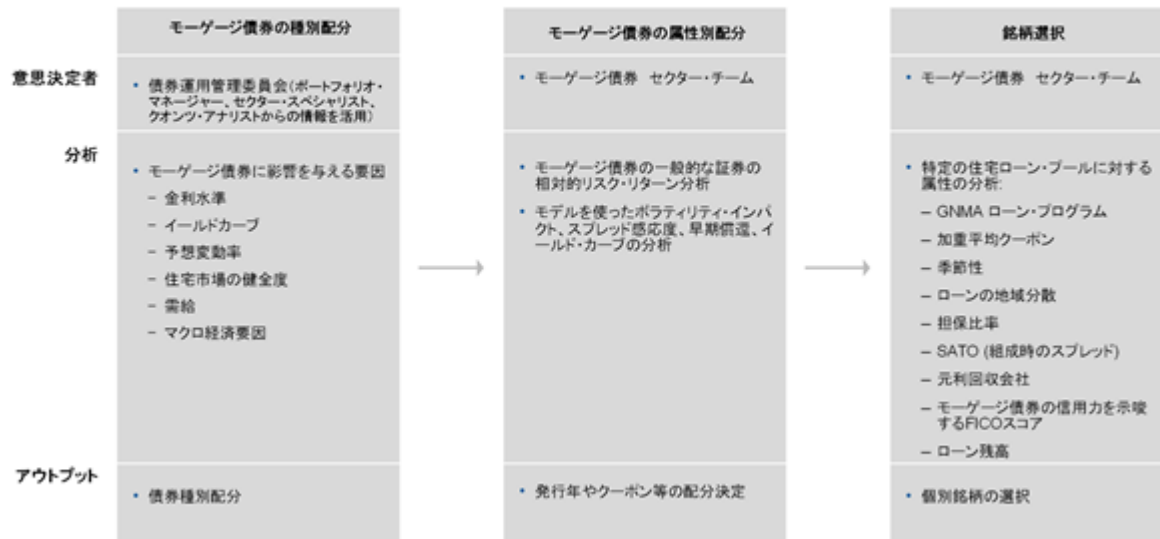 モーゲージ債券の種別配分
モーゲージ債券の属性別配分
銘柄選択
意思決定者
• 債券運用管理委員会(ポートフォリオ・
マネージャー、セクター・スペシャリスト、
クオンツ・アナリストからの情報を活用)
• モーゲージ債券 セクター・チーム
• モーゲージ債券 セクター・チーム
分析
• モーゲージ債券に影響を与える要因
− 金利水準
− イールドカーブ
− 予想変動率
− 住宅市場の健全度
− 需給
− マクロ経済要因
• モーゲージ債券の一般的な証券の
相対的リスク・リターン分析
• モデルを使ったボラティリティ・インパ
クト、スプレッド感応度、早期償還、イ
ールド・カーブの分析
• 特定の住宅ローン・プールに対する
属性の分析:
– GNMA ローン・プログラム
– 加重平均クーポン
– 季節性
– ローンの地域分散
– 担保比率
– SATO (組成時のスプレッド)
– 元利回収会社
– モーゲージ債券の信用力を示唆
するFICOスコア
– ローン残高
アウトプット
• 債券種別配分
• 発行年やクーポン等の配分決定
• 個別銘柄の選択